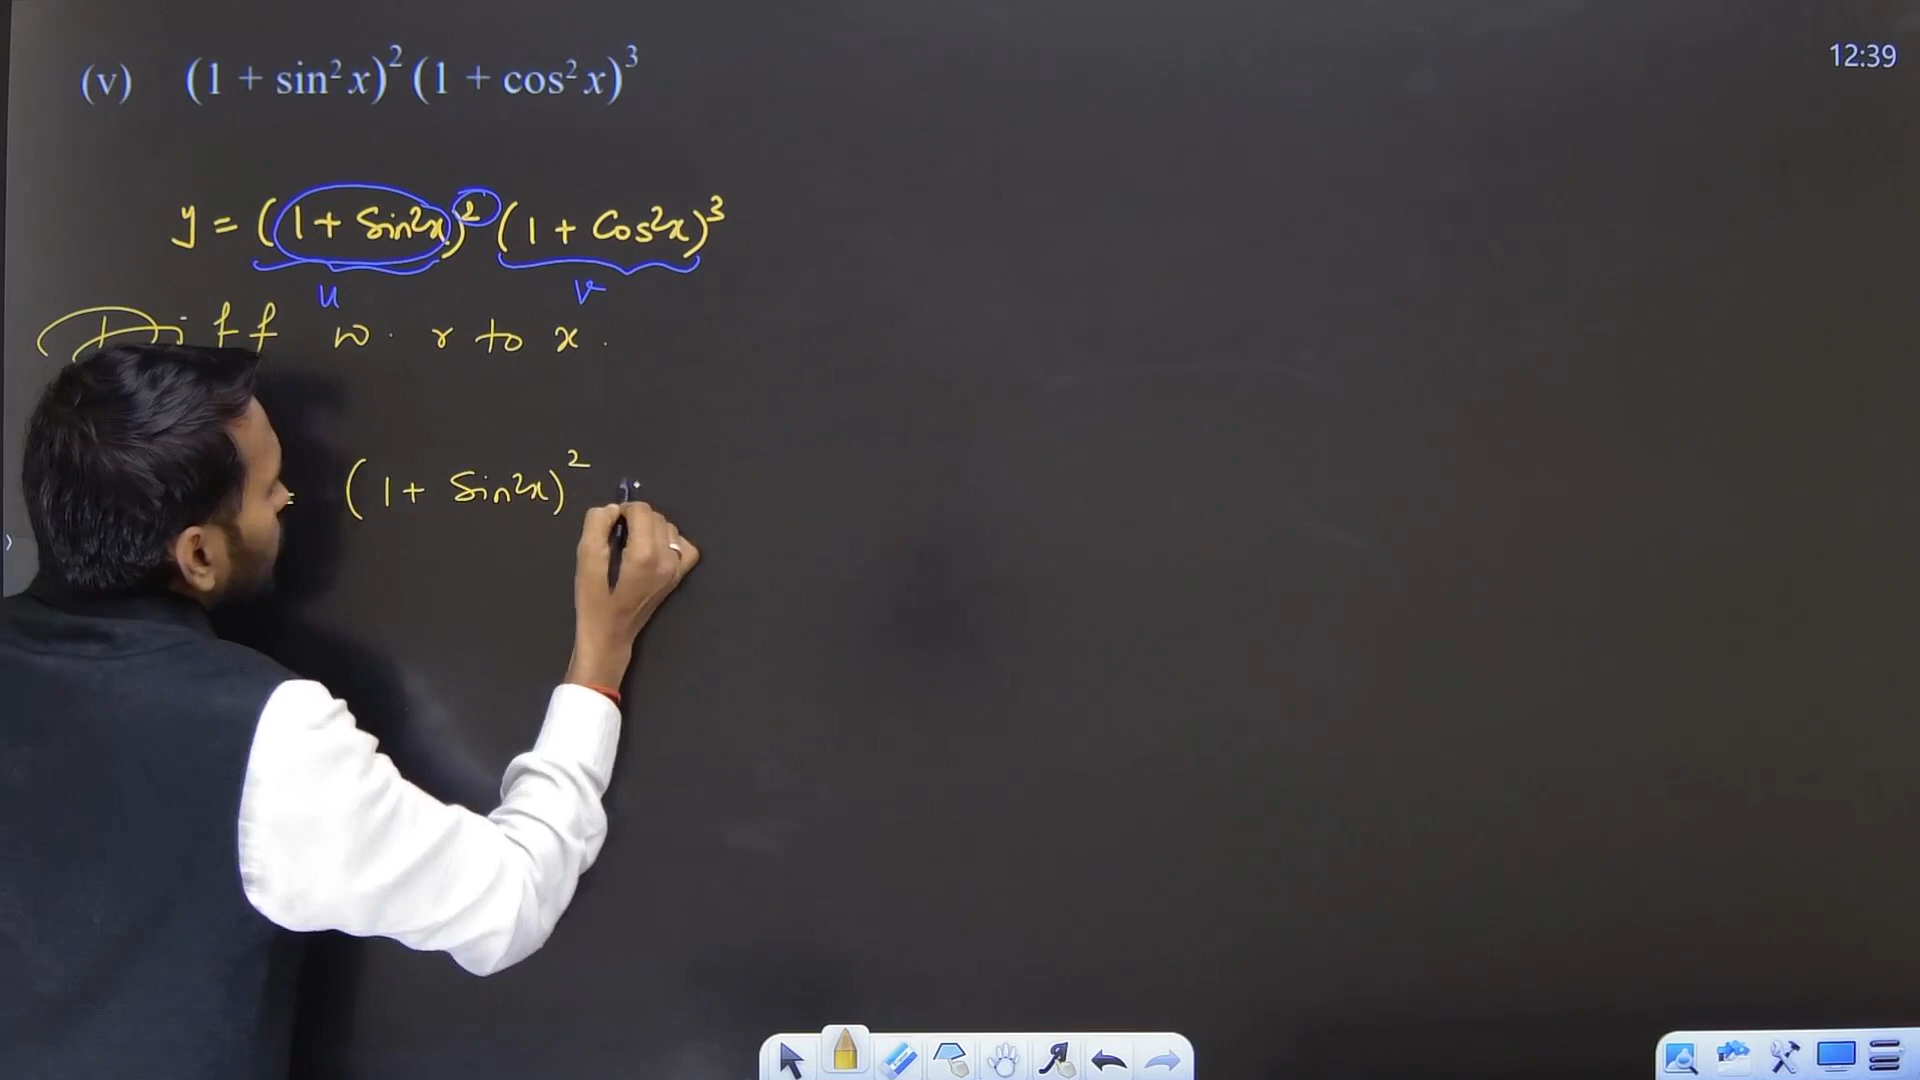 (v) (1 + sin²x)² (1 + cos²x)³
12:39
y = (1 + Sin²x)² (1 + Cos²x)³
u v
Diff w. r to x.
= (1 + Sin²x)²